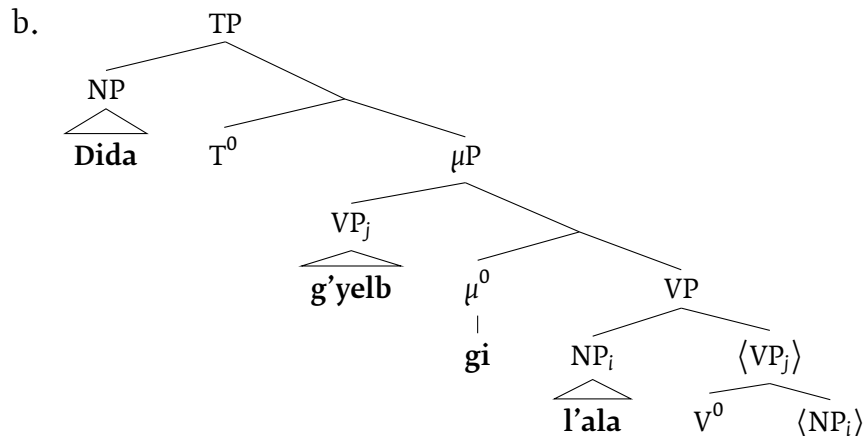 b.
TP
NP
Dida T⁰ μP
VPⱼ
g'yelb μ⁰ VP
gi NPᵢ ⟨VPⱼ⟩
l'ala V⁰ ⟨NPᵢ⟩